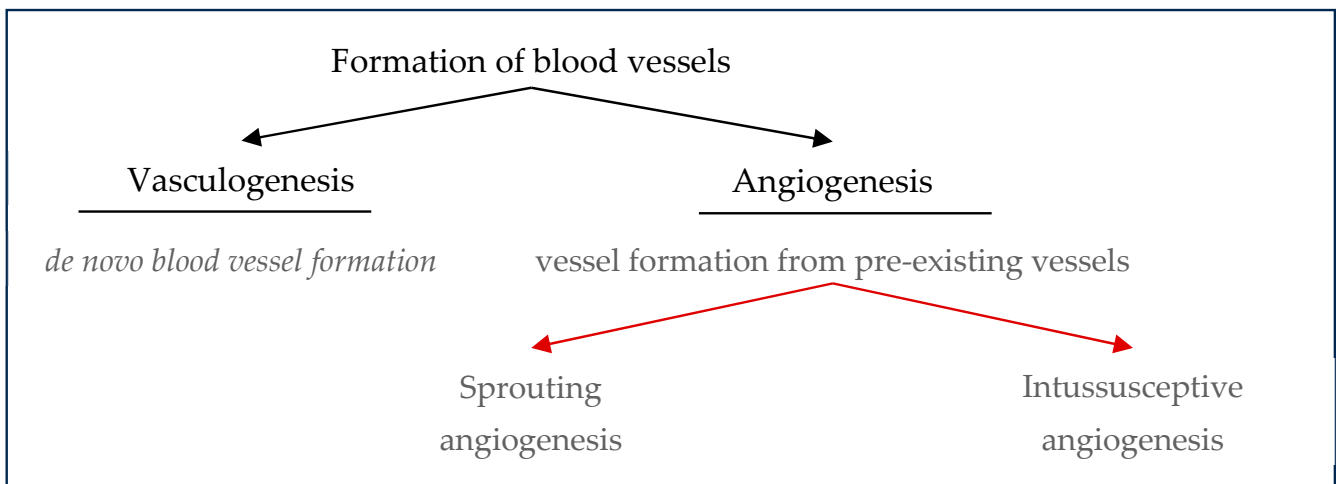 Formation of blood vessels
Vasculogenesis
Angiogenesis
de novo blood vessel formation
vessel formation from pre-existing vessels
Sprouting
angiogenesis
Intussusceptive
angiogenesis